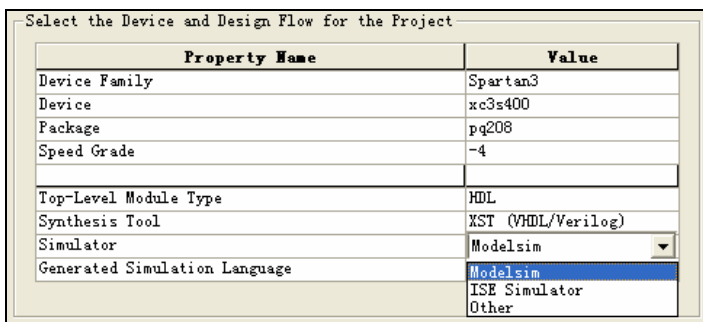 Select the Device and Design Flow for the Project
Property Name Value
Device Family Spartan3
Device xc3s400
Package pq208
Speed Grade -4
Top-Level Module Type HDL
Synthesis Tool XST (VHDL/Verilog)
Simulator Modelsim
Generated Simulation Language Modelsim
ISE Simulator
Other